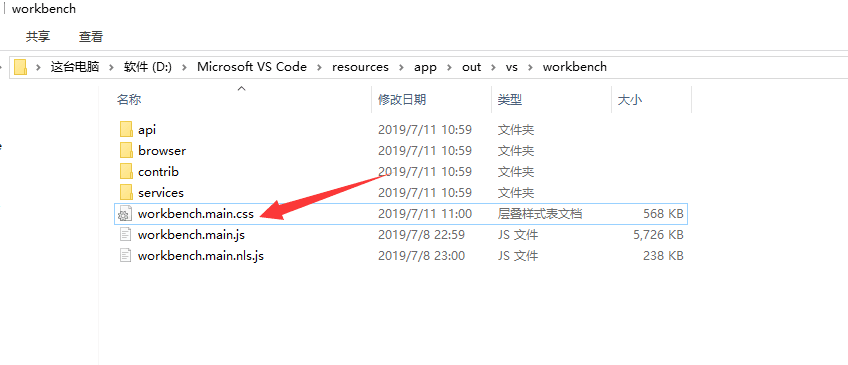 workbench
共享 查看
这台电脑 › 软件 (D:) › Microsoft VS Code › resources › app › out › vs › workbench
名称 修改日期 类型 大小
api 2019/7/11 10:59 文件夹
browser 2019/7/11 10:59 文件夹
contrib 2019/7/11 10:59 文件夹
services 2019/7/11 10:59 文件夹
workbench.main.css 2019/7/11 11:00 层叠样式表文档 568 KB
workbench.main.js 2019/7/8 22:59 JS 文件 5,726 KB
workbench.main.nls.js 2019/7/8 23:00 JS 文件 238 KB